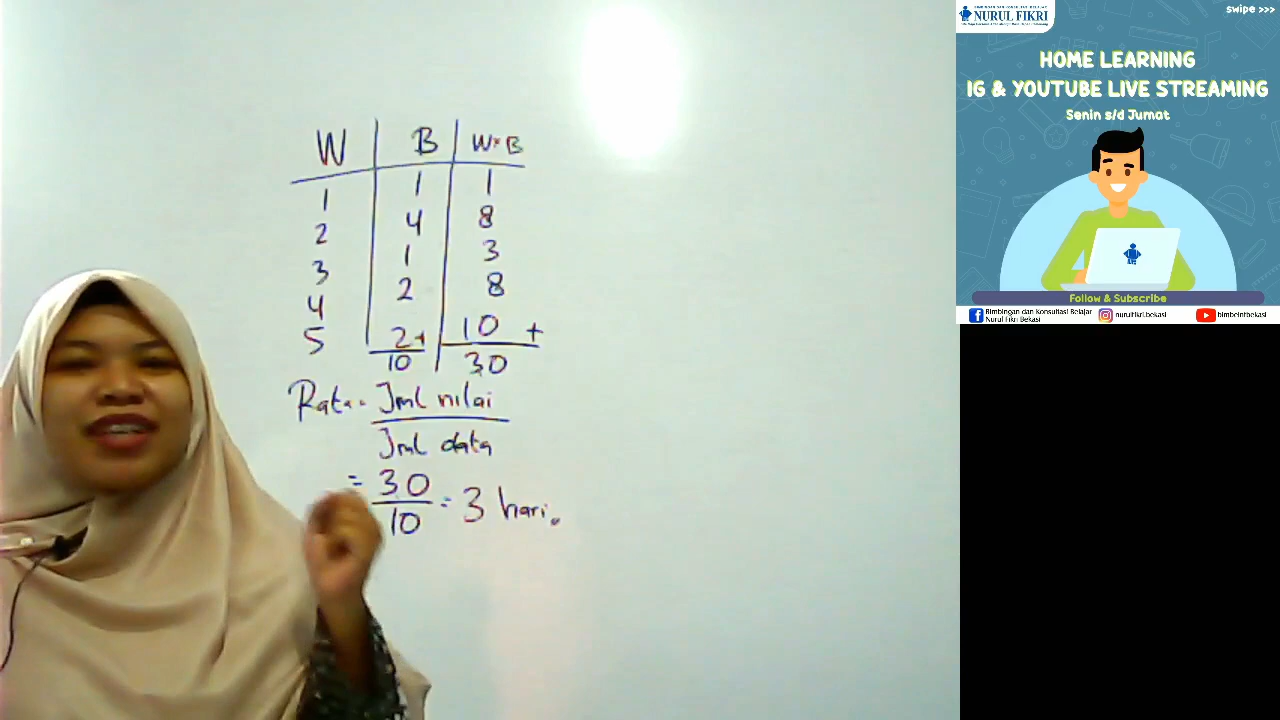 W B W×B
1 1 1
2 4 8
3 1 3
4 2 8
5 2+ 10 +
10 30
Rata = Jml nilai
Jml data
= 30
10 = 3 hari.
NURUL FIKRI
swipe >>>
HOME LEARNING
IG & YOUTUBE LIVE STREAMING
Senin s/d Jumat
Follow & Subscribe
Bimbingan dan Konsultasi Belajar
Nurul Fikri Bekasi
nurulfikri.bekasi
bimbelnfbekasi